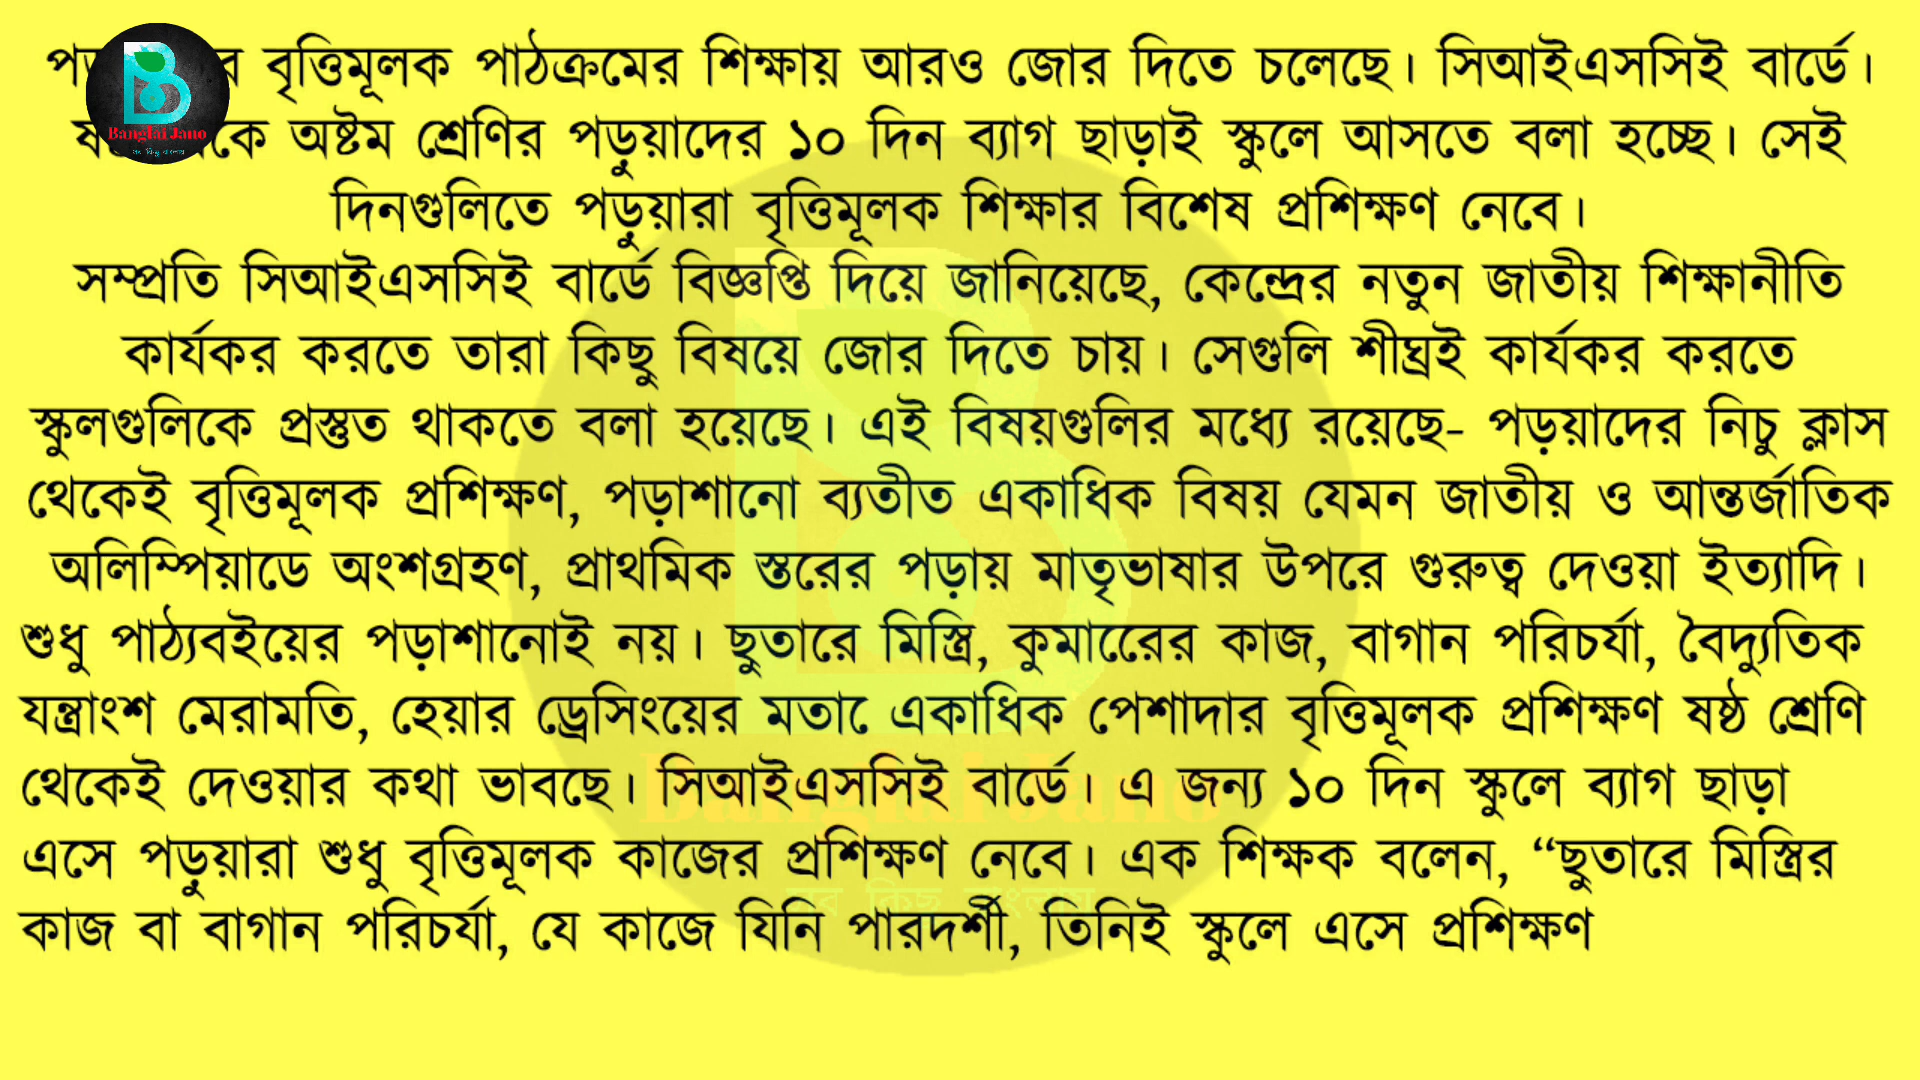 বৃত্তিমূলক পাঠক্রমের শিক্ষায় আরও জোর দিতে চলেছে। সিআইএসসিই বার্ডে।
অষ্টম শ্রেণির পড়ুয়াদের ১০ দিন ব্যাগ ছাড়াই স্কুলে আসতে বলা হচ্ছে। সেই
দিনগুলিতে পড়ুয়ারা বৃত্তিমূলক শিক্ষার বিশেষ প্রশিক্ষণ নেবে।
সম্প্রতি সিআইএসসিই বার্ডে বিজ্ঞপ্তি দিয়ে জানিয়েছে, কেন্দ্রের নতুন জাতীয় শিক্ষানীতি
কার্যকর করতে তারা কিছু বিষয়ে জোর দিতে চায়। সেগুলি শীঘ্রই কার্যকর করতে
স্কুলগুলিকে প্রস্তুত থাকতে বলা হয়েছে। এই বিষয়গুলির মধ্যে রয়েছে- পড়য়াদের নিচু ক্লাস
থেকেই বৃত্তিমূলক প্রশিক্ষণ, পড়াশানো ব্যতীত একাধিক বিষয় যেমন জাতীয় ও আন্তর্জাতিক
অলিম্পিয়াডে অংশগ্রহণ, প্রাথমিক স্তরের পড়ায় মাতৃভাষার উপরে গুরুত্ব দেওয়া ইত্যাদি।
শুধু পাঠ্যবইয়ের পড়াশানোেই নয়। ছুতারে মিস্ত্রি, কুমারেের কাজ, বাগান পরিচর্যা, বৈদ্যুতিক
যন্ত্রাংশ মেরামতি, হেয়ার ড্রেসিংয়ের মতাে একাধিক পেশাদার বৃত্তিমূলক প্রশিক্ষণ ষষ্ঠ শ্রেণি
থেকেই দেওয়ার কথা ভাবছে। সিআইএসসিই বার্ডে। এ জন্য ১০ দিন স্কুলে ব্যাগ ছাড়া
এসে পড়ুয়ারা শুধু বৃত্তিমূলক কাজের প্রশিক্ষণ নেবে। এক শিক্ষক বলেন, “ছুতারে মিস্ত্রির
কাজ বা বাগান পরিচর্যা, যে কাজে যিনি পারদর্শী, তিনিই স্কুলে এসে প্রশিক্ষণ
Banglai Jano